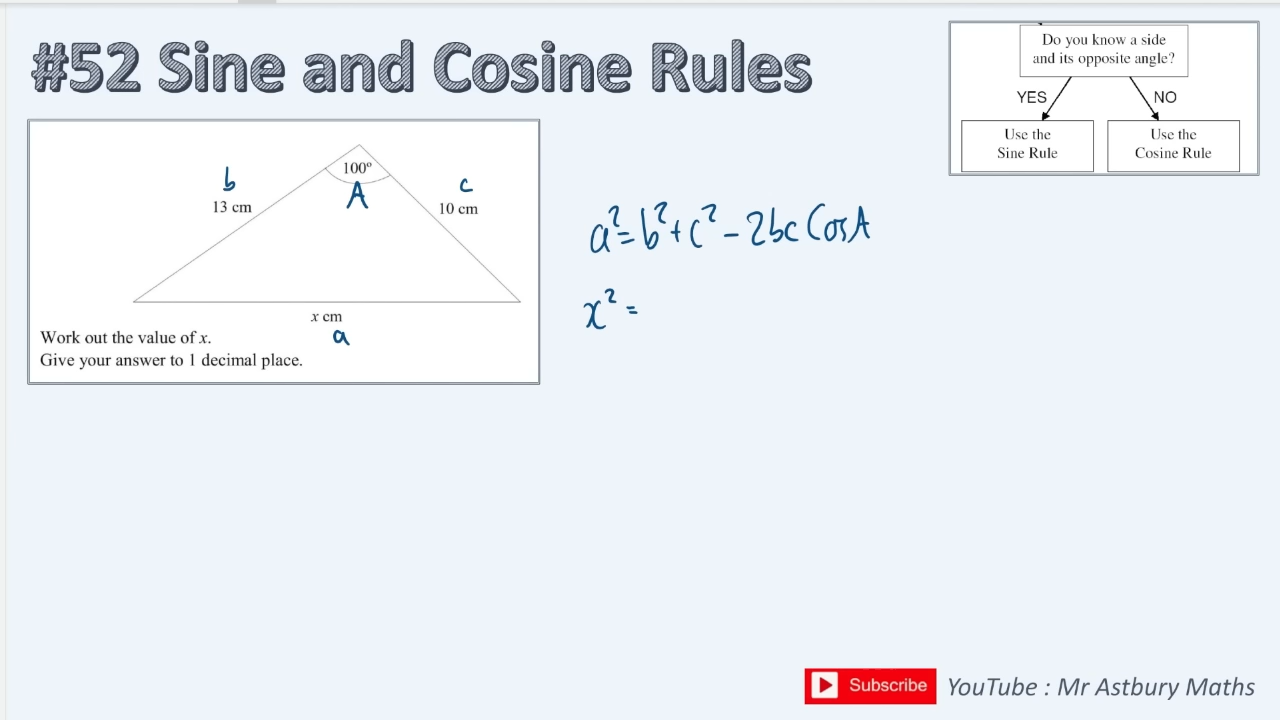 #52 Sine and Cosine Rules
Do you know a side
and its opposite angle?
YES
NO
Use the
Sine Rule
Use the
Cosine Rule
100°
b
A
c
13 cm
10 cm
x cm
a
Work out the value of x.
Give your answer to 1 decimal place.
a² = b² + c² - 2bc Cos A
x² =
Subscribe
YouTube : Mr Astbury Maths